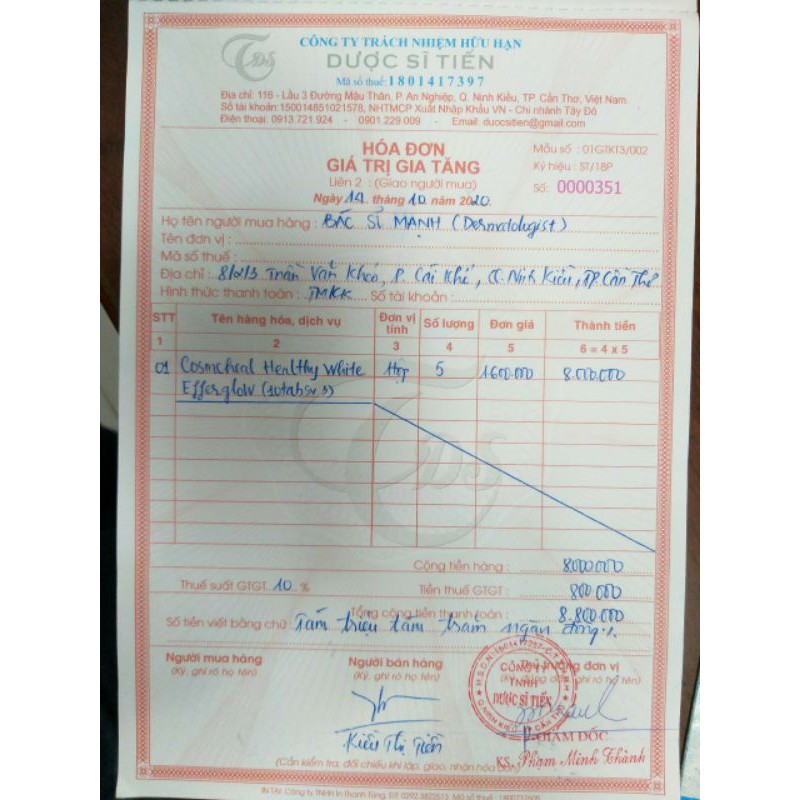 TDS
CÔNG TY TRÁCH NHIỆM HỮU HẠN
DƯỢC SĨ TIẾN
Mã số thuế: 1801417397
Địa chỉ: 116 - Lầu 3 Đường Mậu Thân, P. An Nghiệp, Q. Ninh Kiều, TP. Cần Thơ, Việt Nam
Số tài khoản: 150014851021578, NHTMCP Xuất Nhập Khẩu VN - Chi nhánh Tây Đô
Điện thoại: 0913.721.924 - 0901.229.009 - Email: duocsitien@gmail.com
HÓA ĐƠN
GIÁ TRỊ GIA TĂNG
Liên 2 : (Giao người mua)
Ngày 14 tháng 10 năm 2020.
Mẫu số : 01GTKT3/002
Ký hiệu : ST/18P
Số: 0000351
Họ tên người mua hàng : BÁC SĨ MẠNH (Dermatologist)
Tên đơn vị :
Mã số thuế :
Địa chỉ : 8/2/3 Trần Văn Khéo, P. Cái Khế, Q. Ninh Kiều, TP. Cần Thơ
Hình thức thanh toán : TMKK Số tài khoản :
STT Tên hàng hóa, dịch vụ Đơn vị tính Số lượng Đơn giá Thành tiền
1 2 3 4 5 6 = 4 x 5
01 Cosmeheal Healthy White Hộp 5 1.600.000 8.000.000
Efferglow
Cộng tiền hàng : 8.000.000
Thuế suất GTGT: 10 % Tiền thuế GTGT : 800.000
Tổng cộng tiền thanh toán : 8.800.000
Số tiền viết bằng chữ : Tám triệu tám trăm ngàn đồng
Người mua hàng Người bán hàng Thủ trưởng đơn vị
(Ký, ghi rõ họ tên) (Ký, ghi rõ họ tên) ghi rõ họ tên)
CÔNG TY
TNHH
DƯỢC SĨ TIẾN
Kiều Thị Tiến
GIÁM ĐỐC
KS. Phạm Minh Thành
(Cần kiểm tra, đối chiếu khi lập, giao, nhận hóa